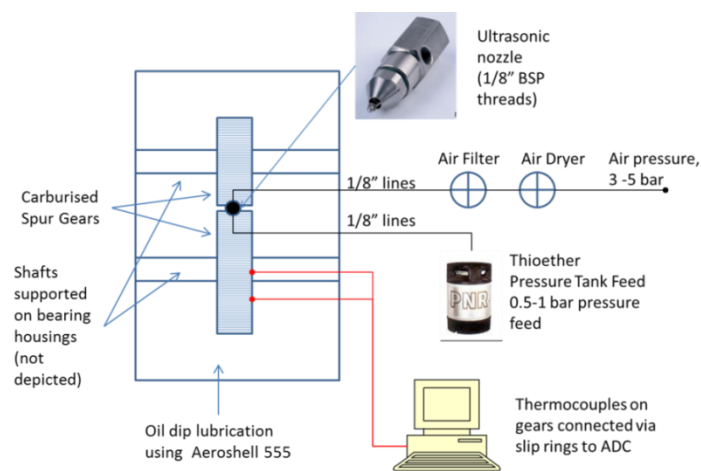 Ultrasonic
nozzle
(1/8” BSP
threads)
Air Filter
Air Dryer
Air pressure,
3 -5 bar
1/8” lines
Carburised
Spur Gears
1/8” lines
Thioether
Pressure Tank Feed
0.5-1 bar pressure
feed
PNR
Shafts
supported
on bearing
housings
(not
depicted)
Oil dip lubrication
using  Aeroshell 555
Thermocouples on
gears connected via
slip rings to ADC